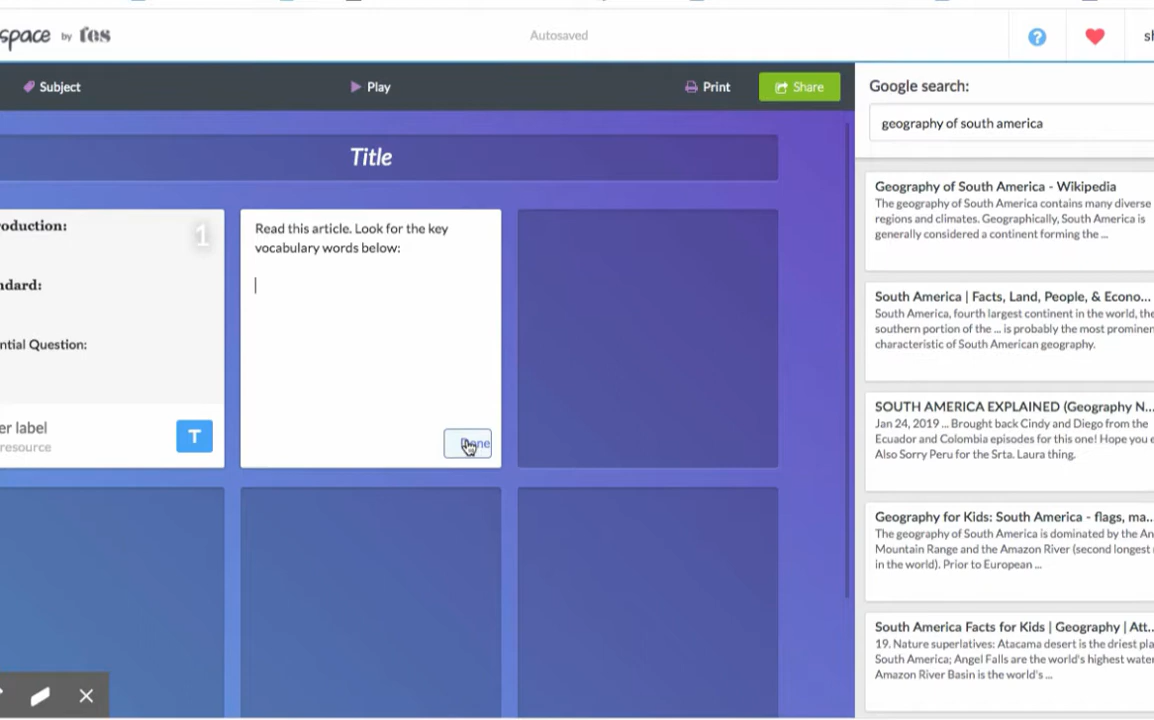 space by res
Autosaved
?
sh
Subject
Play
Print
Share
Google search:
geography of south america
Title
oduction:
1
ndard:
ntial Question:
er label
resource
T
Read this article. Look for the key
vocabulary words below:
Done
Geography of South America - Wikipedia
The geography of South America contains many diverse
regions and climates. Geographically, South America is
generally considered a continent forming the ...
South America | Facts, Land, People, & Econo...
South America, fourth largest continent in the world, the
southern portion of the ... is probably the most prominen
characteristic of South American geography.
SOUTH AMERICA EXPLAINED (Geography N...
Jan 24, 2019 ... Brought back Cindy and Diego from the
Ecuador and Colombia episodes for this one! Hope you e
Also Sorry Peru for the Srta. Laura thing.
Geography for Kids: South America - flags, ma...
The geography of South America is dominated by the An
Mountain Range and the Amazon River (second longest
in the world). Prior to European ...
South America Facts for Kids | Geography | Att...
19. Nature superlatives: Atacama desert is the driest pla
South America; Angel Falls are the world's highest water
Amazon River Basin is the world's ...